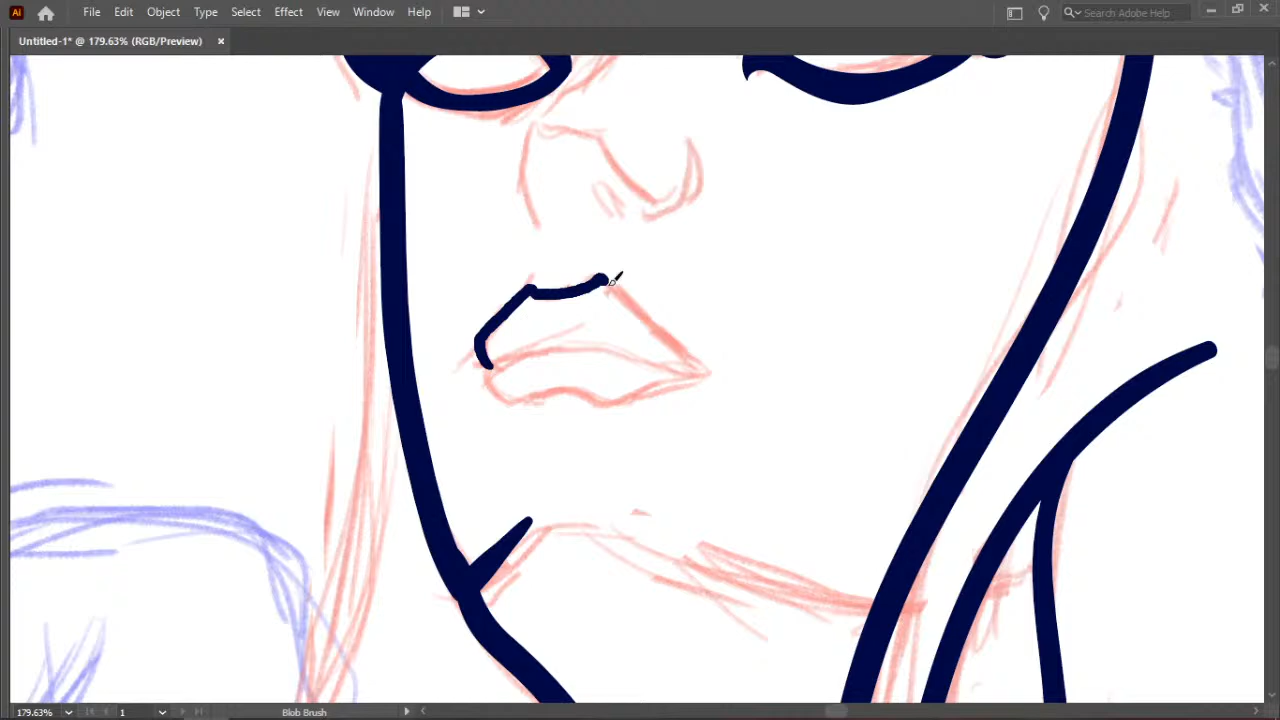 Ai File Edit Object Type Select Effect View Window Help Search Adobe Help
Untitled-1* @ 179.63% (RGB/Preview) ×
179.63% 1 Blob Brush